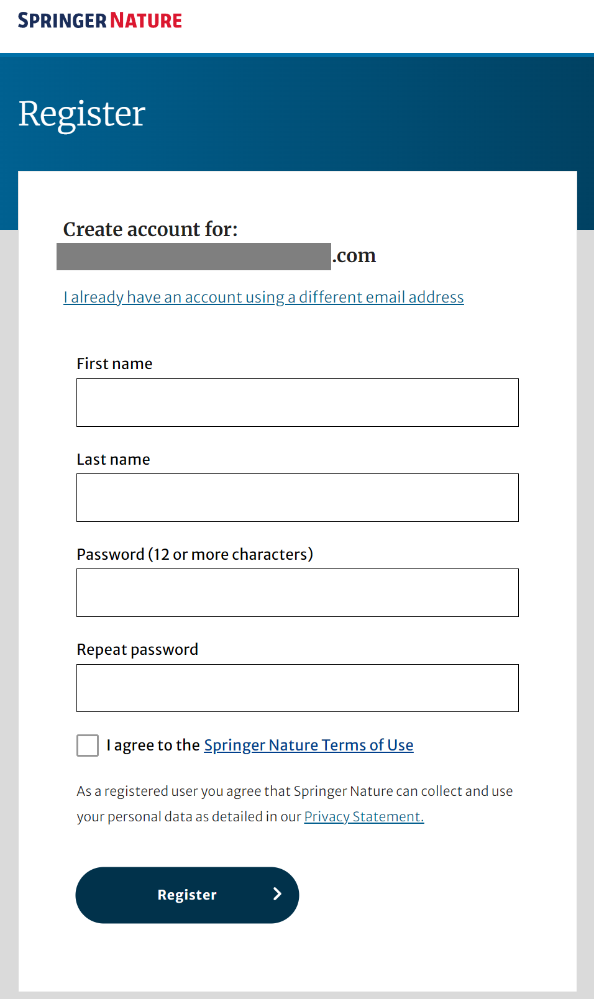 SPRINGER NATURE
Register
Create account for:
.com
I already have an account using a different email address
First name
Last name
Password (12 or more characters)
Repeat password
I agree to the Springer Nature Terms of Use
As a registered user you agree that Springer Nature can collect and use
your personal data as detailed in our Privacy Statement.
Register